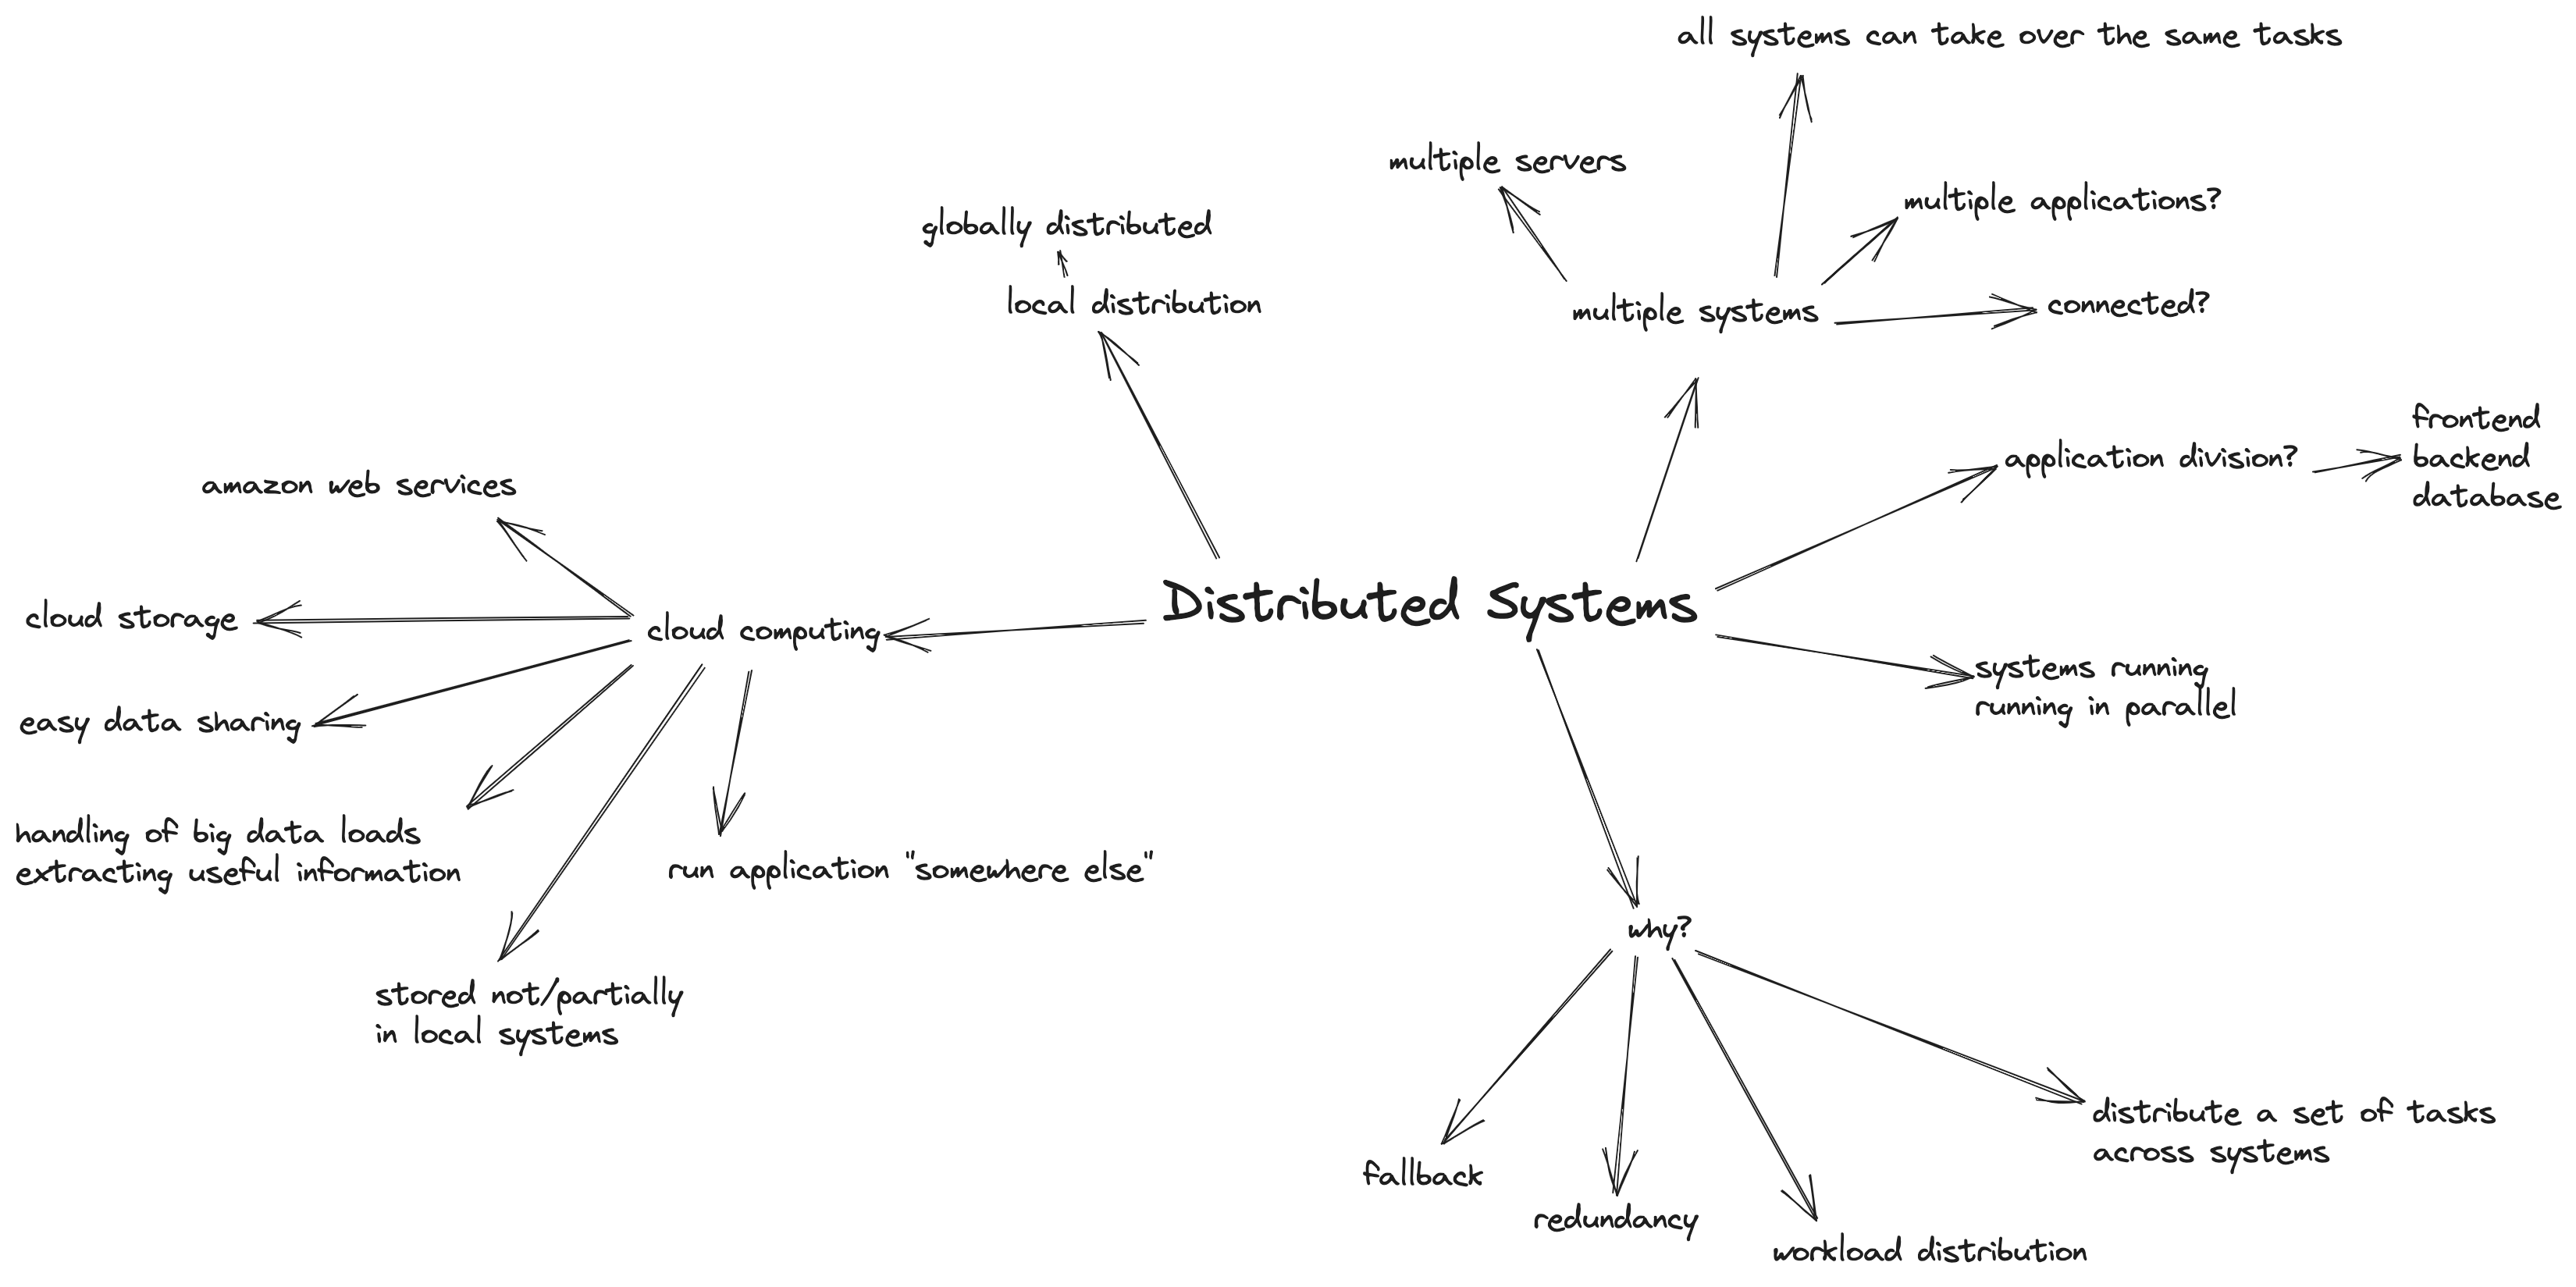 all systems can take over the same tasks
multiple servers
multiple applications?
globally distributed
local distribution
multiple systems
connected?
frontend
application division?
backend
database
amazon web services
Distributed Systems
cloud storage
cloud computing
systems running
running in parallel
easy data sharing
handling of big data loads
extracting useful information
run application "somewhere else"
why?
stored not/partially
in local systems
distribute a set of tasks
across systems
fallback
redundancy
workload distribution